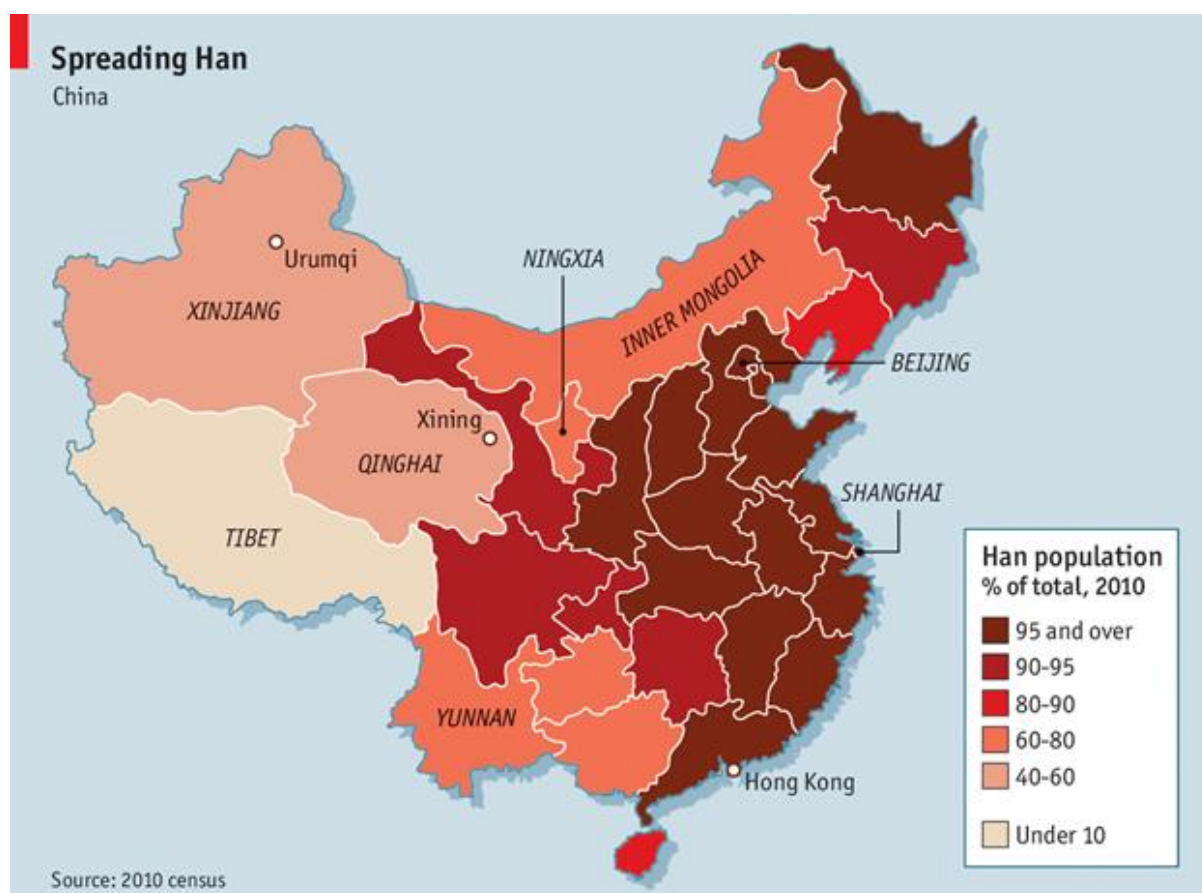 Spreading Han
China
Urumqi
XINJIANG
NINGXIA
INNER MONGOLIA
BEIJING
Xining
QINGHAI
SHANGHAI
TIBET
YUNNAN
Hong Kong
Han population
% of total, 2010
95 and over
90-95
80-90
60-80
40-60
Under 10
Source: 2010 census